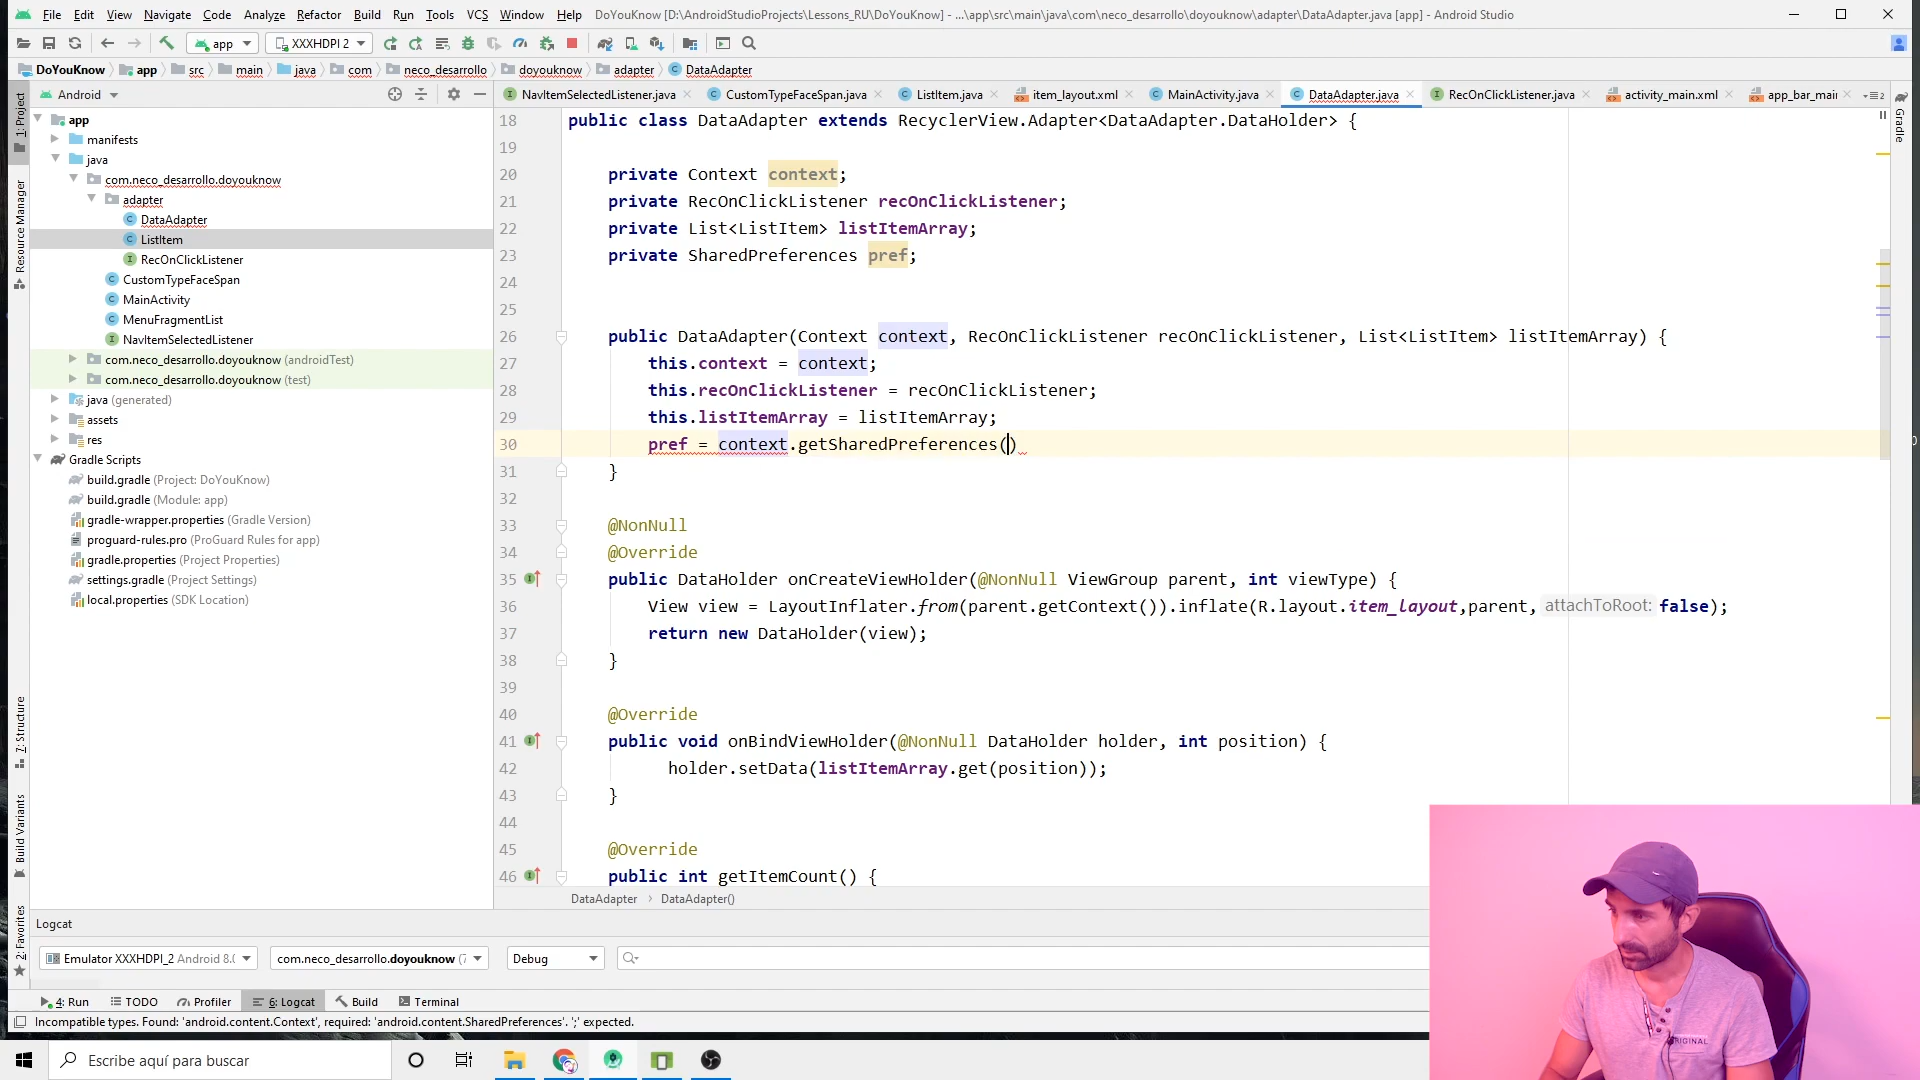 File Edit View Navigate Code Analyze Refactor Build Run Tools VCS Window Help DoYouKnow [D:\AndroidStudioProjects\Lessons_RU\DoYouKnow] - ...\app\src\main\java\com\neco_desarrollo\doyouknow\adapter\DataAdapter.java [app] - Android Studio
app XXXHDPI 2
DoYouKnow app src main java com neco_desarrollo doyouknow adapter DataAdapter
Android
NavItemSelectedListener.java CustomTypeFaceSpan.java ListItem.java item_layout.xml MainActivity.java DataAdapter.java RecOnClickListener.java activity_main.xml app_bar_mai
1: Project
Resource Manager
7: Structure
Build Variants
2: Favorites
Gradle
app
manifests
java
com.neco_desarrollo.doyouknow
adapter
DataAdapter
ListItem
RecOnClickListener
CustomTypeFaceSpan
MainActivity
MenuFragmentList
NavItemSelectedListener
com.neco_desarrollo.doyouknow (androidTest)
com.neco_desarrollo.doyouknow (test)
java (generated)
assets
res
Gradle Scripts
build.gradle (Project: DoYouKnow)
build.gradle (Module: app)
gradle-wrapper.properties (Gradle Version)
proguard-rules.pro (ProGuard Rules for app)
gradle.properties (Project Properties)
settings.gradle (Project Settings)
local.properties (SDK Location)
18 public class DataAdapter extends RecyclerView.Adapter<DataAdapter.DataHolder> {
19
20 private Context context;
21 private RecOnClickListener recOnClickListener;
22 private List<ListItem> listItemArray;
23 private SharedPreferences pref;
24
25
26 public DataAdapter(Context context, RecOnClickListener recOnClickListener, List<ListItem> listItemArray) {
27 this.context = context;
28 this.recOnClickListener = recOnClickListener;
29 this.listItemArray = listItemArray;
30 pref = context.getSharedPreferences()
31 }
32
33 @NonNull
34 @Override
35 public DataHolder onCreateViewHolder(@NonNull ViewGroup parent, int viewType) {
36 View view = LayoutInflater.from(parent.getContext()).inflate(R.layout.item_layout,parent, attachToRoot: false);
37 return new DataHolder(view);
38 }
39
40 @Override
41 public void onBindViewHolder(@NonNull DataHolder holder, int position) {
42 holder.setData(listItemArray.get(position));
43 }
44
45 @Override
46 public int getItemCount() {
DataAdapter › DataAdapter()
Logcat
Emulator XXXHDPI_2 Android 8.( com.neco_desarrollo.doyouknow (7 Debug
4: Run TODO Profiler 6: Logcat Build Terminal
Incompatible types. Found: 'android.content.Context', required: 'android.content.SharedPreferences'. ';' expected.
Escribe aquí para buscar
ORIGINAL